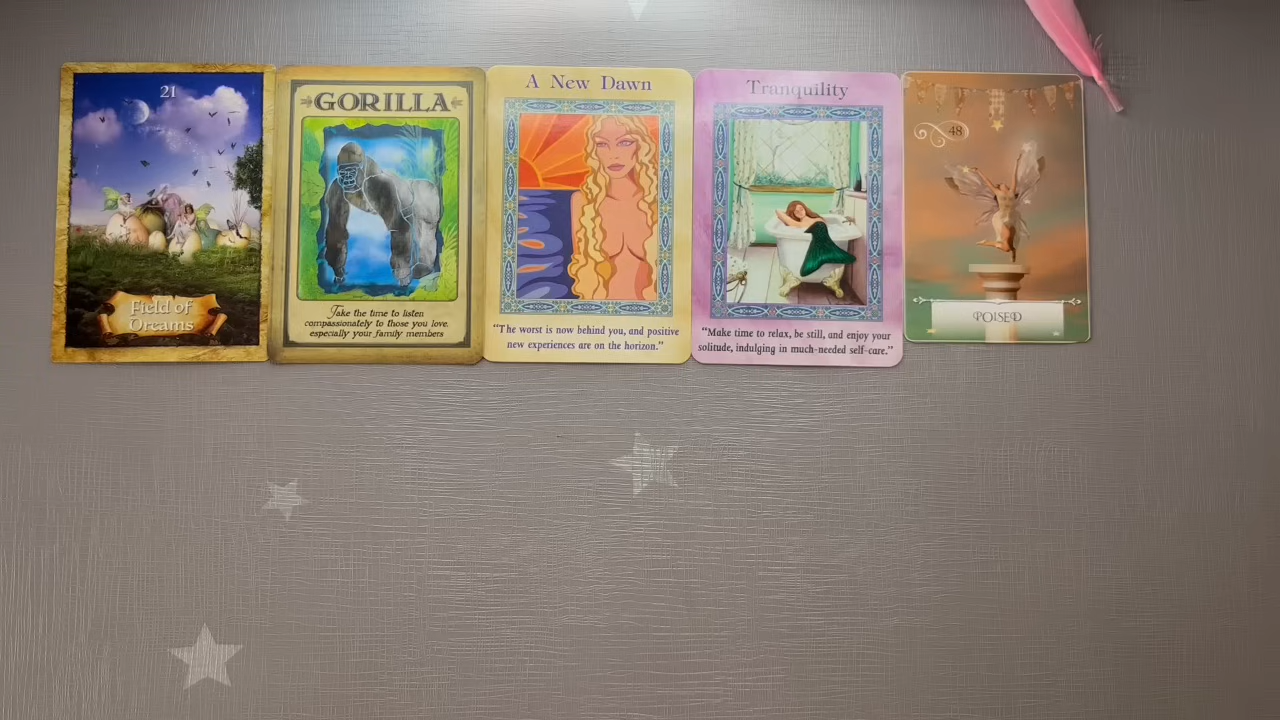 21
Field of
Dreams
GORILLA
Take the time to listen
compassionately to those you love,
especially your family members
A New Dawn
“The worst is now behind you, and positive
new experiences are on the horizon.”
Tranquility
“Make time to relax, be still, and enjoy your
solitude, indulging in much-needed self-care.”
48
POISED